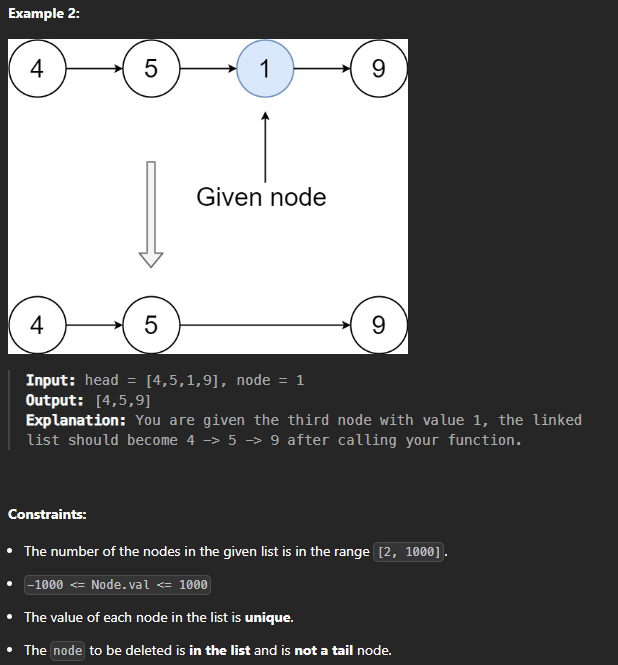 Example 2:
4 5 1 9
Given node
4 5 9
Input: head = [4,5,1,9], node = 1
Output: [4,5,9]
Explanation: You are given the third node with value 1, the linked
list should become 4 -> 5 -> 9 after calling your function.
Constraints:
• The number of the nodes in the given list is in the range [2, 1000].
• -1000 <= Node.val <= 1000
• The value of each node in the list is unique.
• The node to be deleted is in the list and is not a tail node.